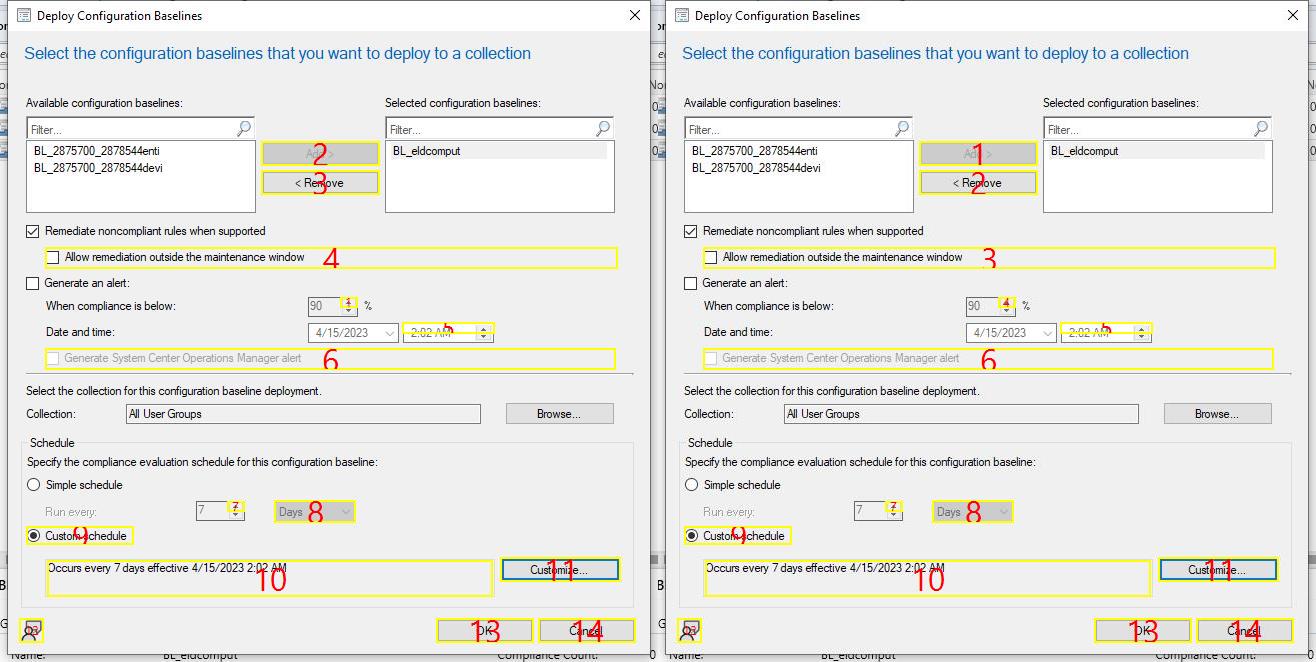 Deploy Configuration Baselines
Select the configuration baselines that you want to deploy to a collection
Available configuration baselines:
Selected configuration baselines:
Filter...
Filter...
BL_2875700_2878544enti
BL_2875700_2878544devi
Add >
2
< Remove
3
BL_eldcomput
Remediate noncompliant rules when supported
Allow remediation outside the maintenance window
4
Generate an alert:
When compliance is below:
90
1
%
Date and time:
4/15/2023
2:02 AM
5
Generate System Center Operations Manager alert
6
Select the collection for this configuration baseline deployment.
Collection:
All User Groups
Browse...
Schedule
Specify the compliance evaluation schedule for this configuration baseline:
Simple schedule
Run every:
7
7
Days
8
Custom schedule
9
Occurs every 7 days effective 4/15/2023 2:02 AM
10
Customize...
11
OK
13
Cancel
14
Name:
BL_eldcomput
Compliance Count:
0
Deploy Configuration Baselines
Select the configuration baselines that you want to deploy to a collection
Available configuration baselines:
Selected configuration baselines:
Filter...
Filter...
BL_2875700_2878544enti
BL_2875700_2878544devi
Add >
1
< Remove
2
BL_eldcomput
Remediate noncompliant rules when supported
Allow remediation outside the maintenance window
3
Generate an alert:
When compliance is below:
90
4
%
Date and time:
4/15/2023
2:02 AM
5
Generate System Center Operations Manager alert
6
Select the collection for this configuration baseline deployment.
Collection:
All User Groups
Browse...
Schedule
Specify the compliance evaluation schedule for this configuration baseline:
Simple schedule
Run every:
7
7
Days
8
Custom schedule
9
Occurs every 7 days effective 4/15/2023 2:02 AM
10
Customize...
11
OK
13
Cancel
14
Name:
BL_eldcomput
Compliance Count:
0